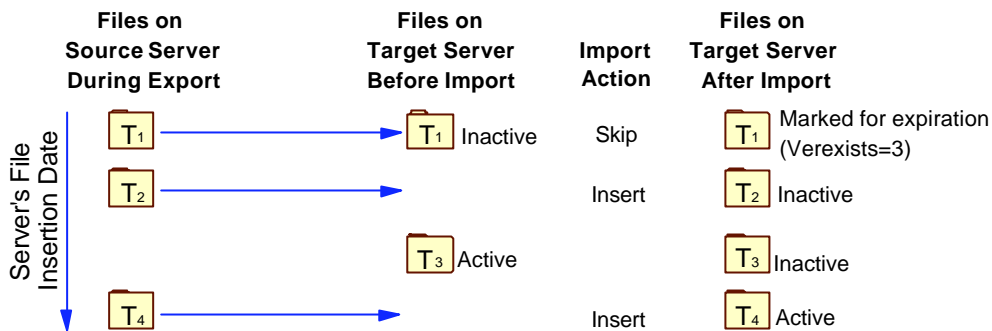 Files on
Source Server
During Export
Files on
Target Server
Before Import
Import
Action
Files on
Target Server
After Import
Server's File
Insertion Date
T1
T1 Inactive
Skip
T1 Marked for expiration
(Verexists=3)
T2
Insert
T2 Inactive
T3 Active
T3 Inactive
T4
Insert
T4 Active